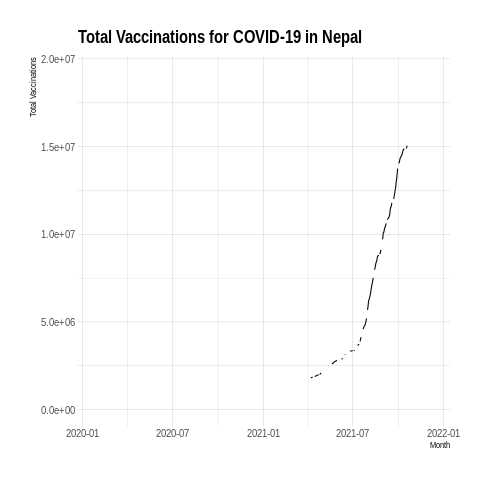 Total Vaccinations for COVID-19 in Nepal
Total Vaccinations
2.0e+07
1.5e+07
1.0e+07
5.0e+06
0.0e+00
2020-01 2020-07 2021-01 2021-07 2022-01
Month